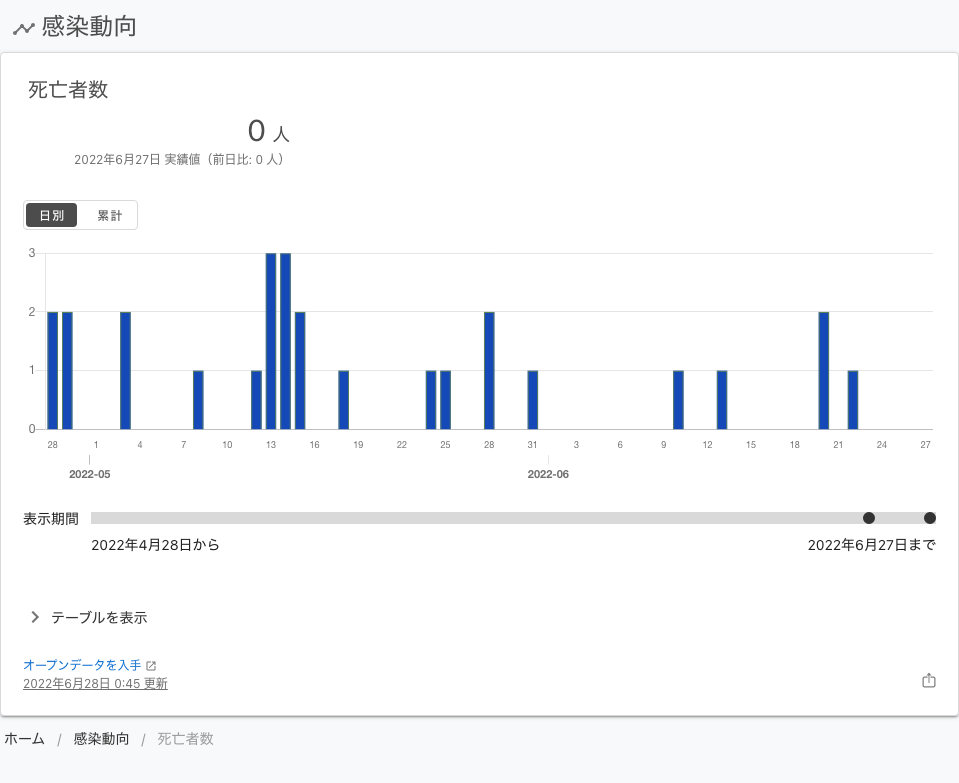 感染動向
死亡者数
0 人
2022年6月27日 実績値（前日比: 0 人）
日別 累計
3
2
1
0
28 1 4 7 10 13 16 19 22 25 28 31 3 6 9 12 15 18 21 24 27
2022-05 2022-06
表示期間
2022年4月28日から 2022年6月27日まで
テーブルを表示
オープンデータを入手
2022年6月28日 0:45 更新
ホーム / 感染動向 / 死亡者数